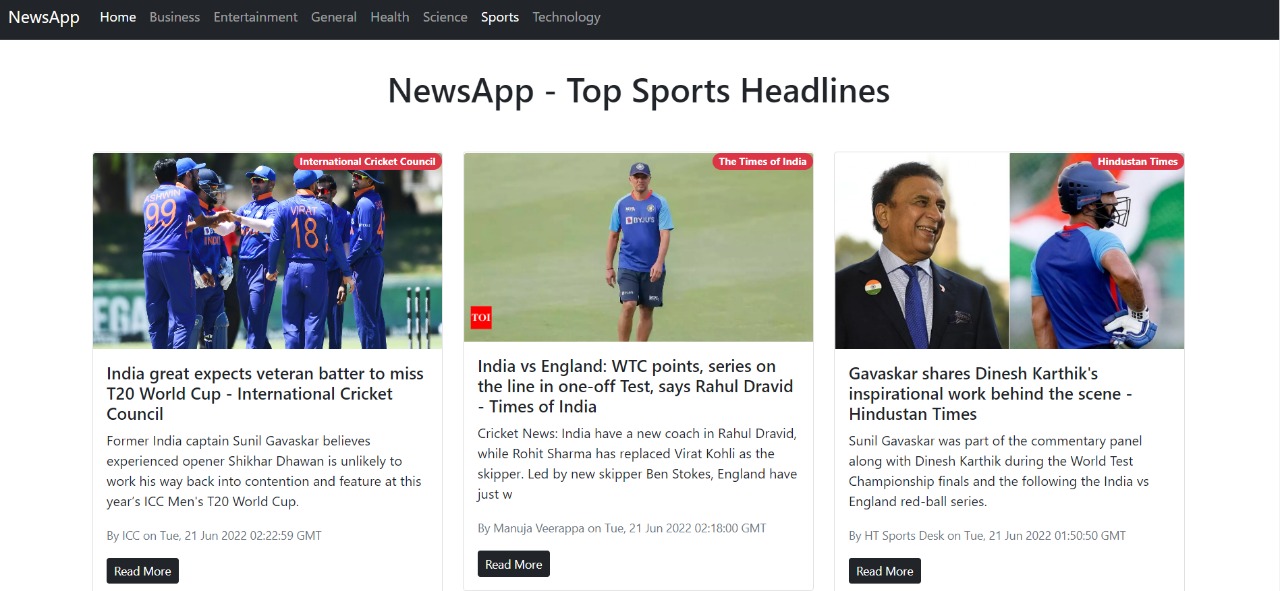 NewsApp Home Business Entertainment General Health Science Sports Technology
NewsApp - Top Sports Headlines
International Cricket Council
ASHWIN
99
VIRAT
18
India great expects veteran batter to miss
T20 World Cup - International Cricket
Council
Former India captain Sunil Gavaskar believes
experienced opener Shikhar Dhawan is unlikely to
work his way back into contention and feature at this
year's ICC Men's T20 World Cup.
By ICC on Tue, 21 Jun 2022 02:22:59 GMT
Read More
The Times of India
BYJU'S
TOI
India vs England: WTC points, series on
the line in one-off Test, says Rahul Dravid
- Times of India
Cricket News: India have a new coach in Rahul Dravid,
while Rohit Sharma has replaced Virat Kohli as the
skipper. Led by new skipper Ben Stokes, England have
just w
By Manuja Veerappa on Tue, 21 Jun 2022 02:18:00 GMT
Read More
Hindustan Times
Gavaskar shares Dinesh Karthik's
inspirational work behind the scene -
Hindustan Times
Sunil Gavaskar was part of the commentary panel
along with Dinesh Karthik during the World Test
Championship finals and the following the India vs
England red-ball series.
By HT Sports Desk on Tue, 21 Jun 2022 01:50:50 GMT
Read More